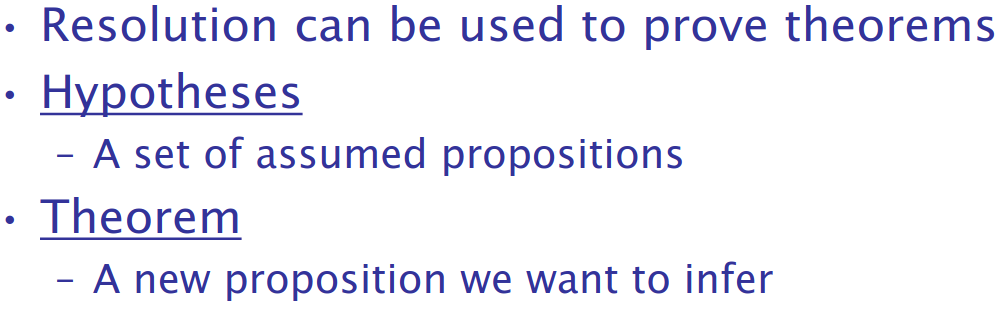 • Resolution can be used to prove theorems
• Hypotheses
– A set of assumed propositions
• Theorem
– A new proposition we want to infer